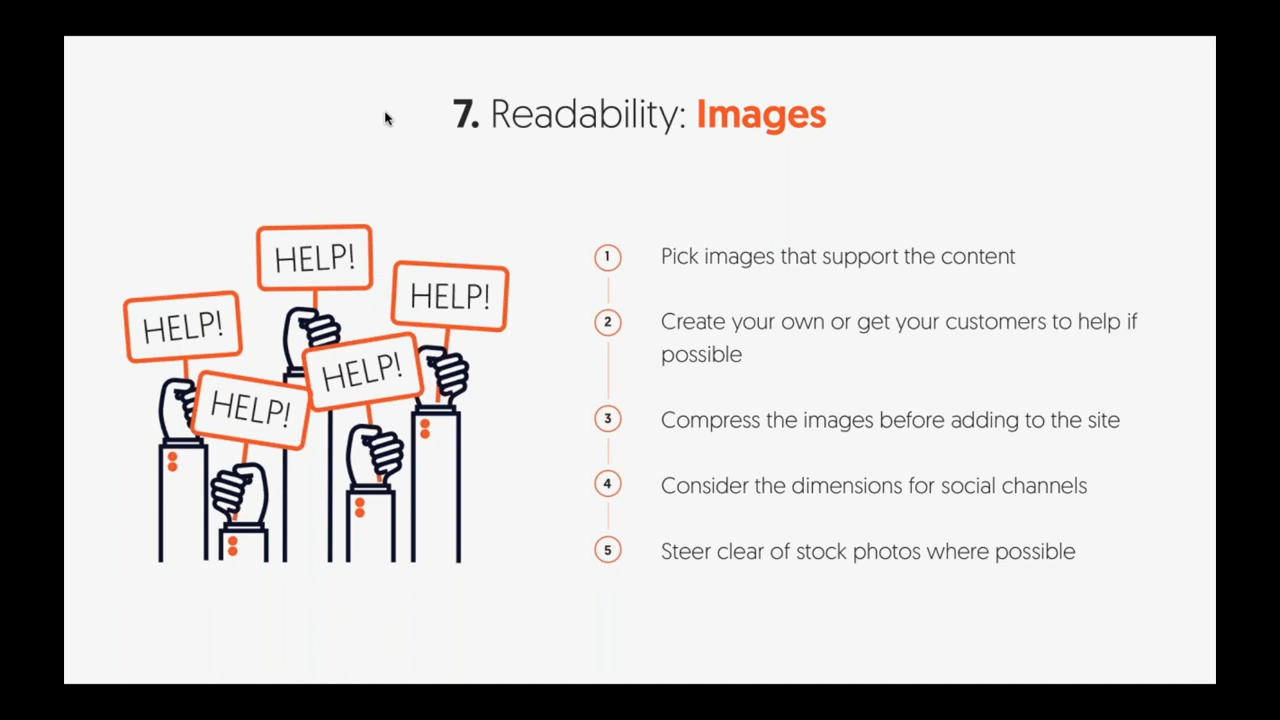 7. Readability: Images
HELP!
HELP!
HELP!
HELP!
HELP!
1 Pick images that support the content
2 Create your own or get your customers to help if
possible
3 Compress the images before adding to the site
4 Consider the dimensions for social channels
5 Steer clear of stock photos where possible